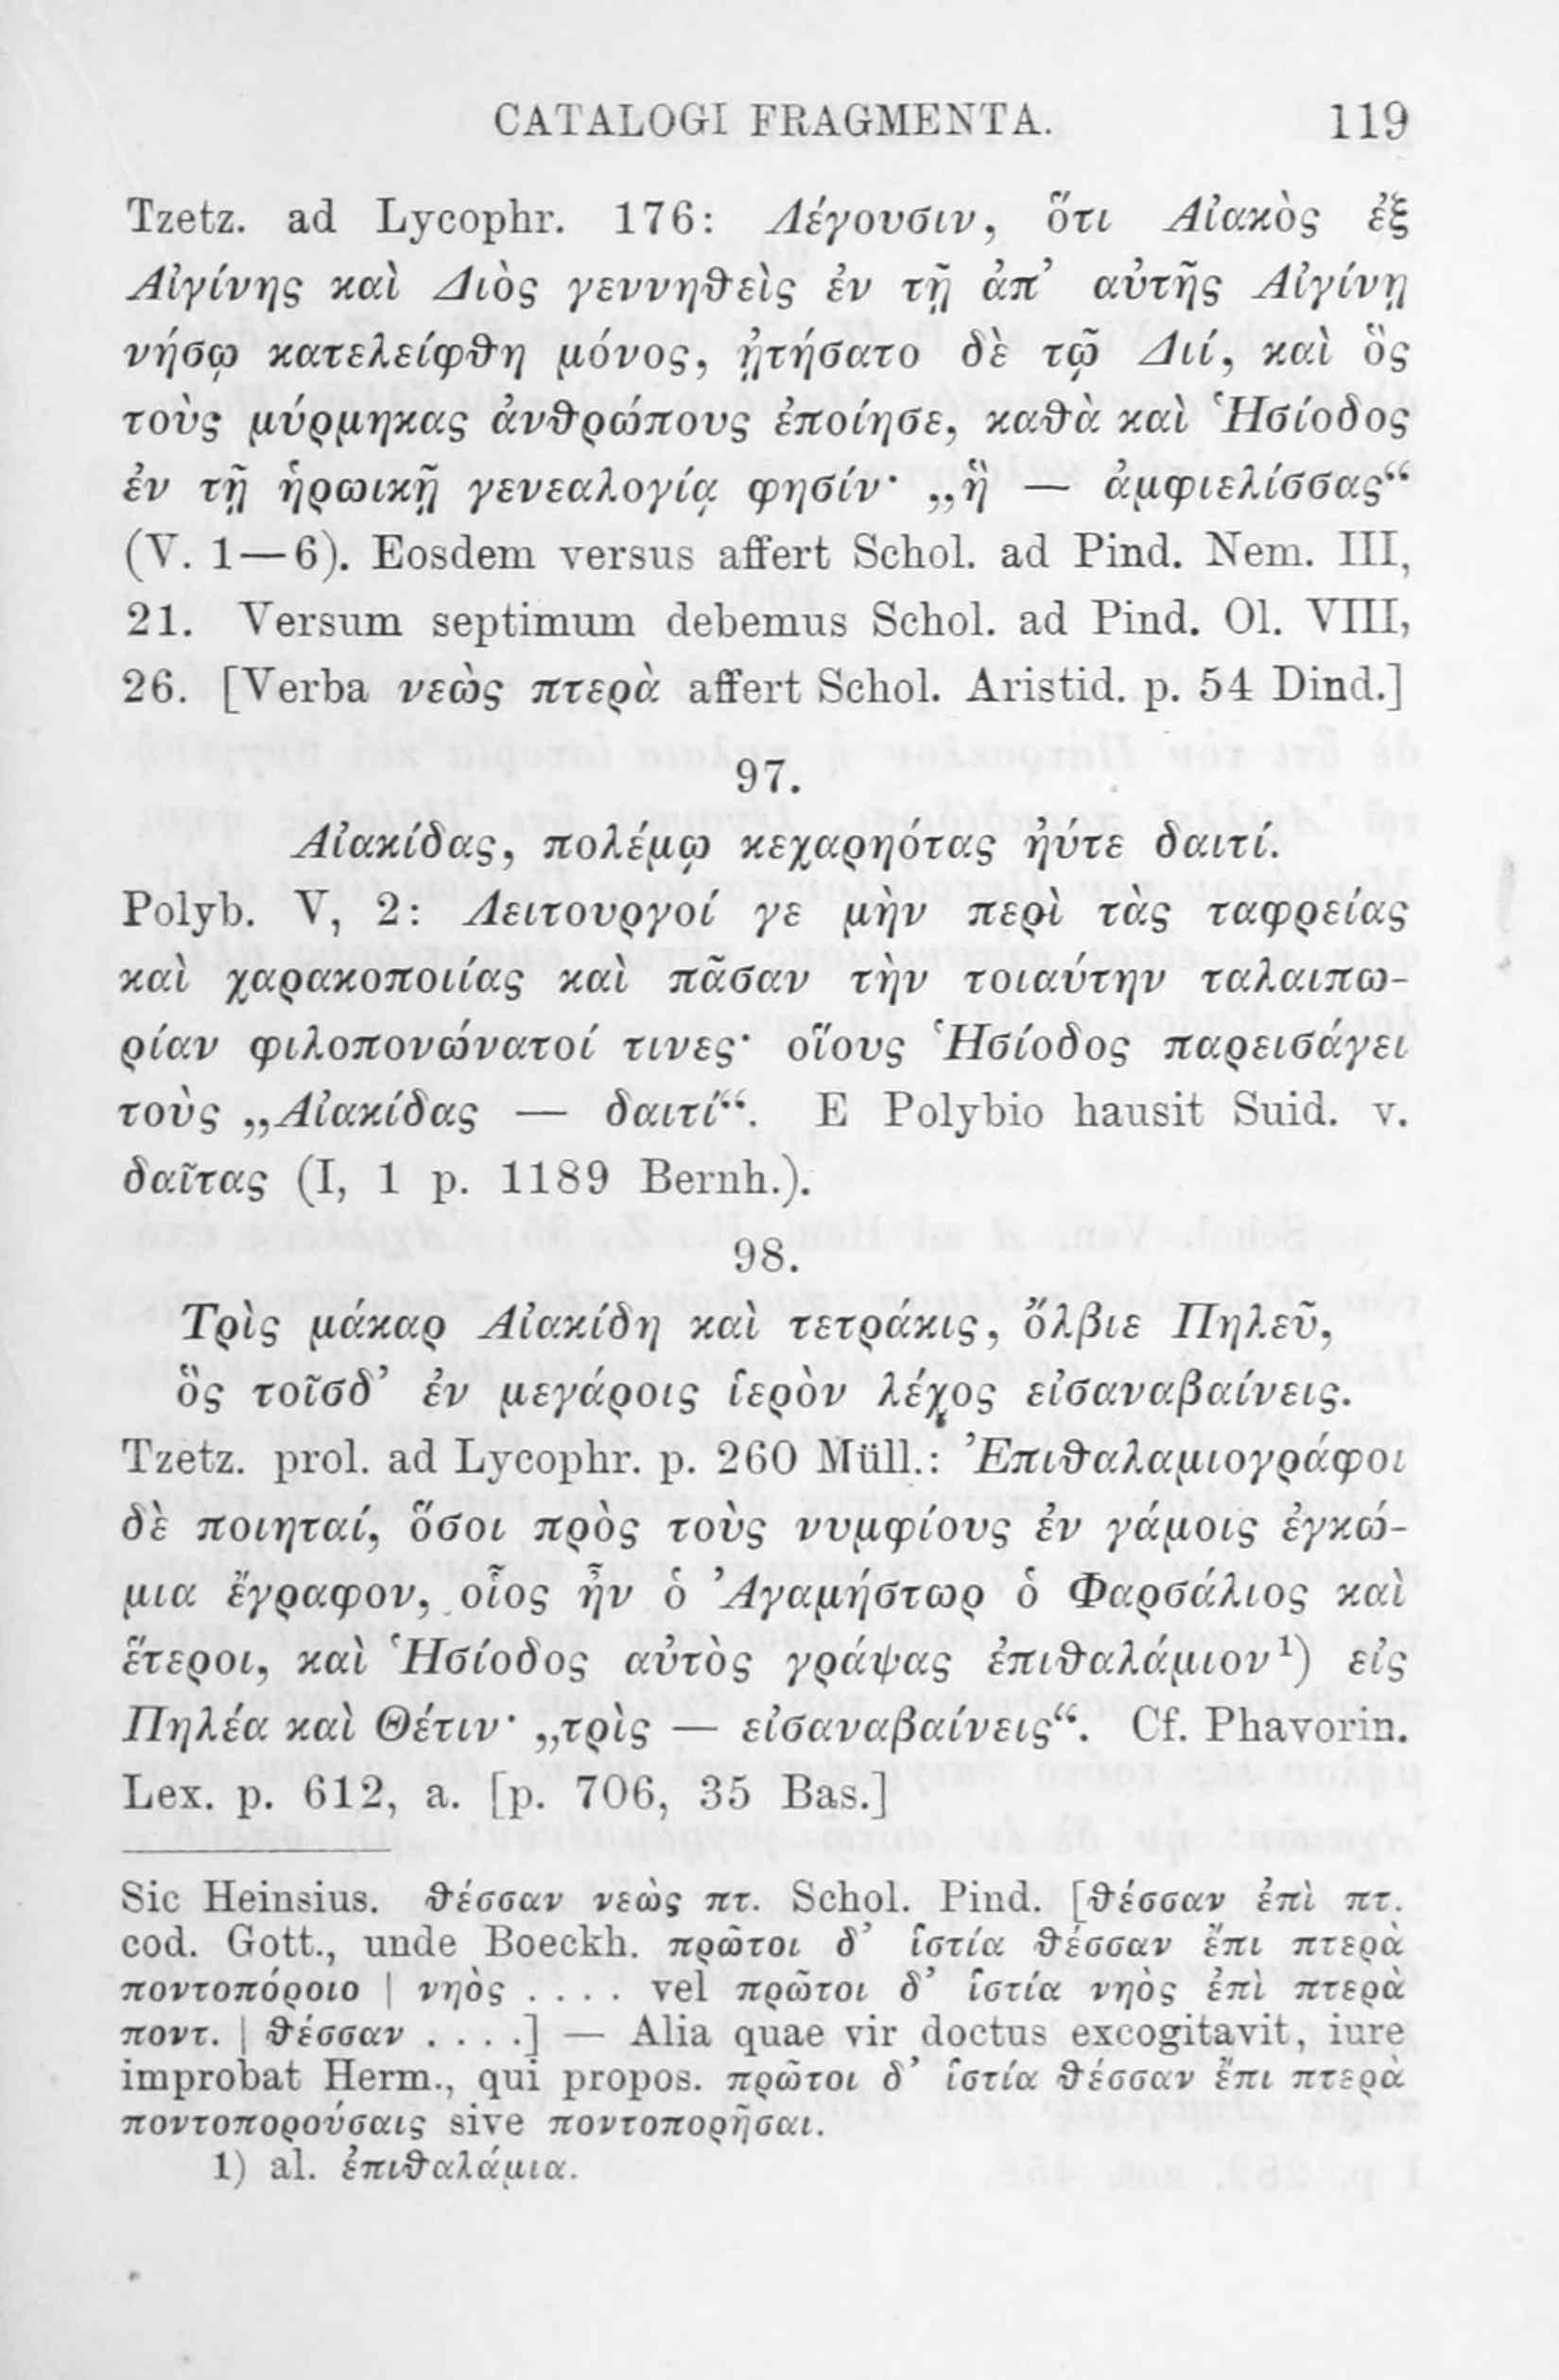 CATALOGI FRAGMENTA. 119
Tzetz. ad Lycophr. 176: Λέγουσιν, ὅτι Αἰακὸς ἐξ
Αἰγίνης καὶ Διὸς γεννηθεὶς ἐν τῇ ἀπ’ αὐτῆς Αἰγίνῃ
νήσῳ κατελείφθη μόνος, ᾐτήσατο δὲ τῷ Διί, καὶ ὃς
τοὺς μύρμηκας ἀνθρώπους ἐποίησε, καθὰ καὶ Ἡσίοδος
ἐν τῇ ἡρωικῇ γενεαλογίᾳ φησίν· „ἣ — ἀμφιελίσσας“
(V. 1—6). Eosdem versus affert Schol. ad Pind. Nem. III,
21. Versum septimum debemus Schol. ad Pind. Ol. VIII,
26. [Verba νεὼς πτερὰ affert Schol. Aristid. p. 54 Dind.]
97.
Αἰακίδας, πολέμῳ κεχαρηότας ἠύτε δαιτί.
Polyb. V, 2: Λειτουργοί γε μὴν περὶ τὰς ταφρείας
καὶ χαρακοποιίας καὶ πᾶσαν τὴν τοιαύτην ταλαιπω-
ρίαν φιλοπονώνατοί τινες· οἵους Ἡσίοδος παρεισάγει
τοὺς „Αἰακίδας — δαιτί“. E Polybio hausit Suid. v.
δαῖτας (I, 1 p. 1189 Bernh.).
98.
Τρὶς μάκαρ Αἰακίδη καὶ τετράκις, ὄλβιε Πηλεῦ,
ὃς τοῖσδ’ ἐν μεγάροις ἱερὸν λέχος εἰσαναβαίνεις.
Tzetz. prol. ad Lycophr. p. 260 Müll.: Ἐπιθαλαμιογράφοι
δὲ ποιηταί, ὅσοι πρὸς τοὺς νυμφίους ἐν γάμοις ἐγκώ-
μια ἔγραφον, οἷος ἦν ὁ Ἀγαμήστωρ ὁ Φαρσάλιος καὶ
ἕτεροι, καὶ Ἡσίοδος αὐτὸς γράψας ἐπιθαλάμιον¹) εἰς
Πηλέα καὶ Θέτιν· „τρὶς — εἰσαναβαίνεις“. Cf. Phavorin.
Lex. p. 612, a. [p. 706, 35 Bas.]
Sic Heinsius. θέσσαν νεὼς πτ. Schol. Pind. [θέσσαν ἐπὶ πτ.
cod. Gott., unde Boeckh. πρῶτοι δ’ ἱστία θέσσαν ἔπι πτερὰ
ποντοπόροιο | νηὸς .... vel πρῶτοι δ’ ἱστία νηὸς ἐπὶ πτερὰ
ποντ. | θέσσαν ....] — Alia quae vir doctus excogitavit, iure
improbat Herm., qui propos. πρῶτοι δ’ ἱστία θέσσαν ἔπι πτερὰ
ποντοπορούσαις sive ποντοπορῆσαι.
1) al. ἐπιθαλάμια.